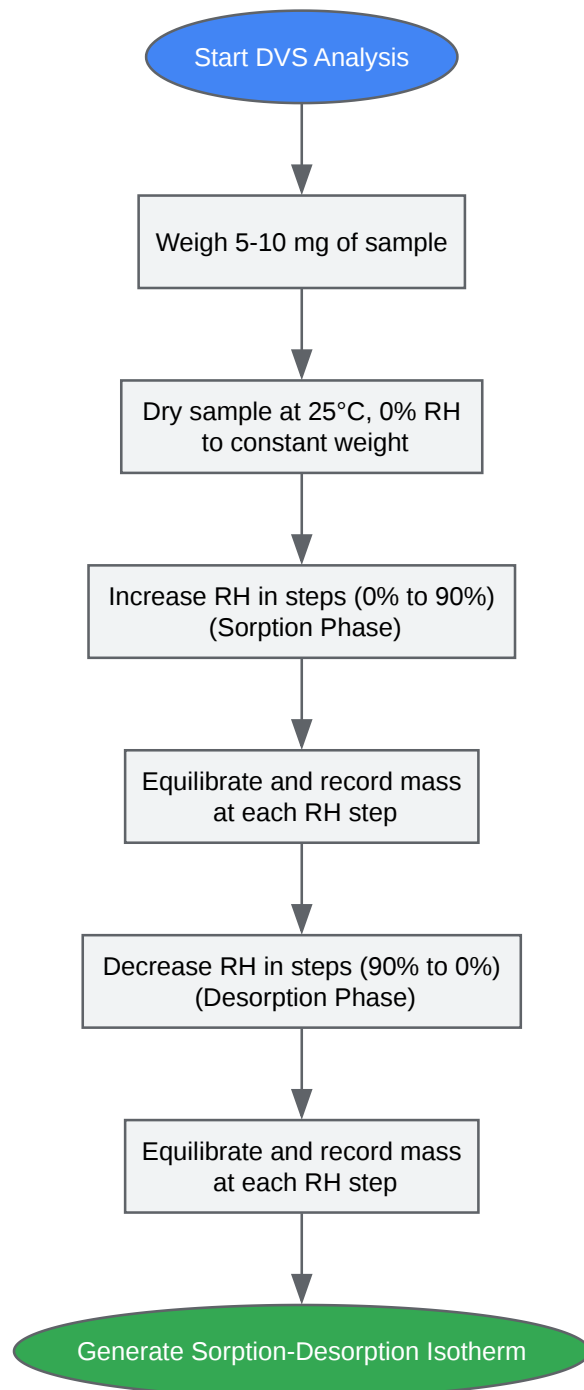 Start DVS Analysis
Weigh 5-10 mg of sample
Dry sample at 25°C, 0% RH
to constant weight
Increase RH in steps (0% to 90%)
(Sorption Phase)
Equilibrate and record mass
at each RH step
Decrease RH in steps (90% to 0%)
(Desorption Phase)
Equilibrate and record mass
at each RH step
Generate Sorption-Desorption Isotherm